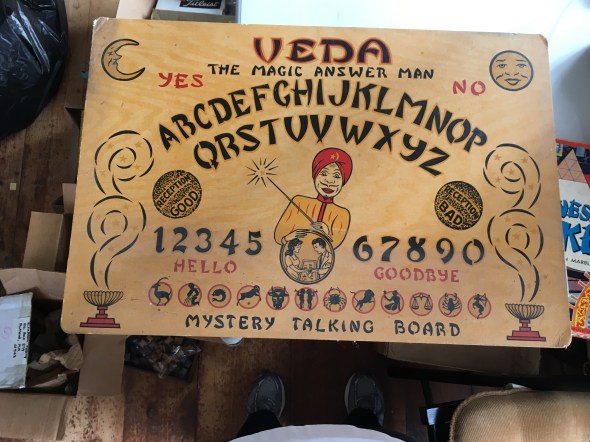 VEDA
YES
THE MAGIC ANSWER MAN
NO
ABCDEFGHIJKLMNOP
QRSTUVWXYZ
RECEPTION GOOD!
RECEPTION BAD!
12345
67890
HELLO
GOODBYE
MYSTERY TALKING BOARD